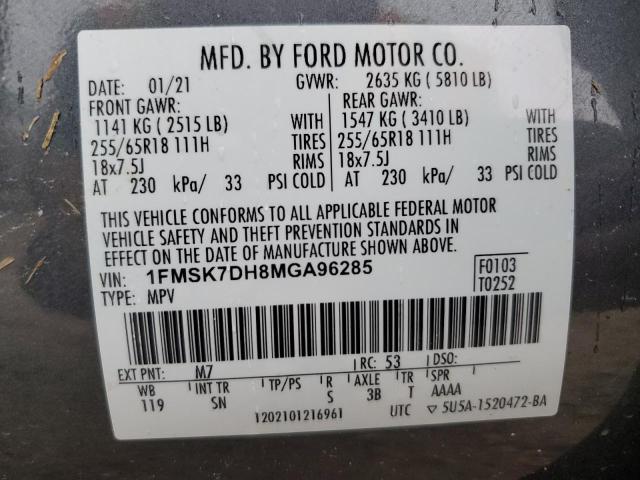 MFD. BY FORD MOTOR CO.
DATE: 01/21 GVWR: 2635 KG ( 5810 LB)
FRONT GAWR: REAR GAWR:
1141 KG ( 2515 LB) WITH 1547 KG ( 3410 LB) WITH
255/65R18 111H TIRES 255/65R18 111H TIRES
18x7.5J RIMS 18x7.5J RIMS
AT 230 kPa/ 33 PSI COLD AT 230 kPa/ 33 PSI COLD
THIS VEHICLE CONFORMS TO ALL APPLICABLE FEDERAL MOTOR
VEHICLE SAFETY AND THEFT PREVENTION STANDARDS IN
EFFECT ON THE DATE OF MANUFACTURE SHOWN ABOVE.
VIN: 1FMSK7DH8MGA96285 F0103
TYPE: MPV T0252
EXT PNT: M7 RC: 53 DSO:
WB INT TR TP/PS R AXLE TR SPR
119 SN S 3B T AAAA
1202101216961 UTC ▽ 5U5A-1520472-BA